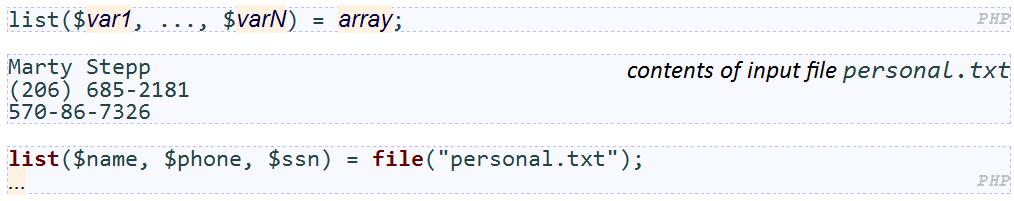 list($var1, ..., $varN) = array;
PHP
Marty Stepp
contents of input file personal.txt
(206) 685-2181
570-86-7326
list($name, $phone, $ssn) = file("personal.txt");
...
PHP